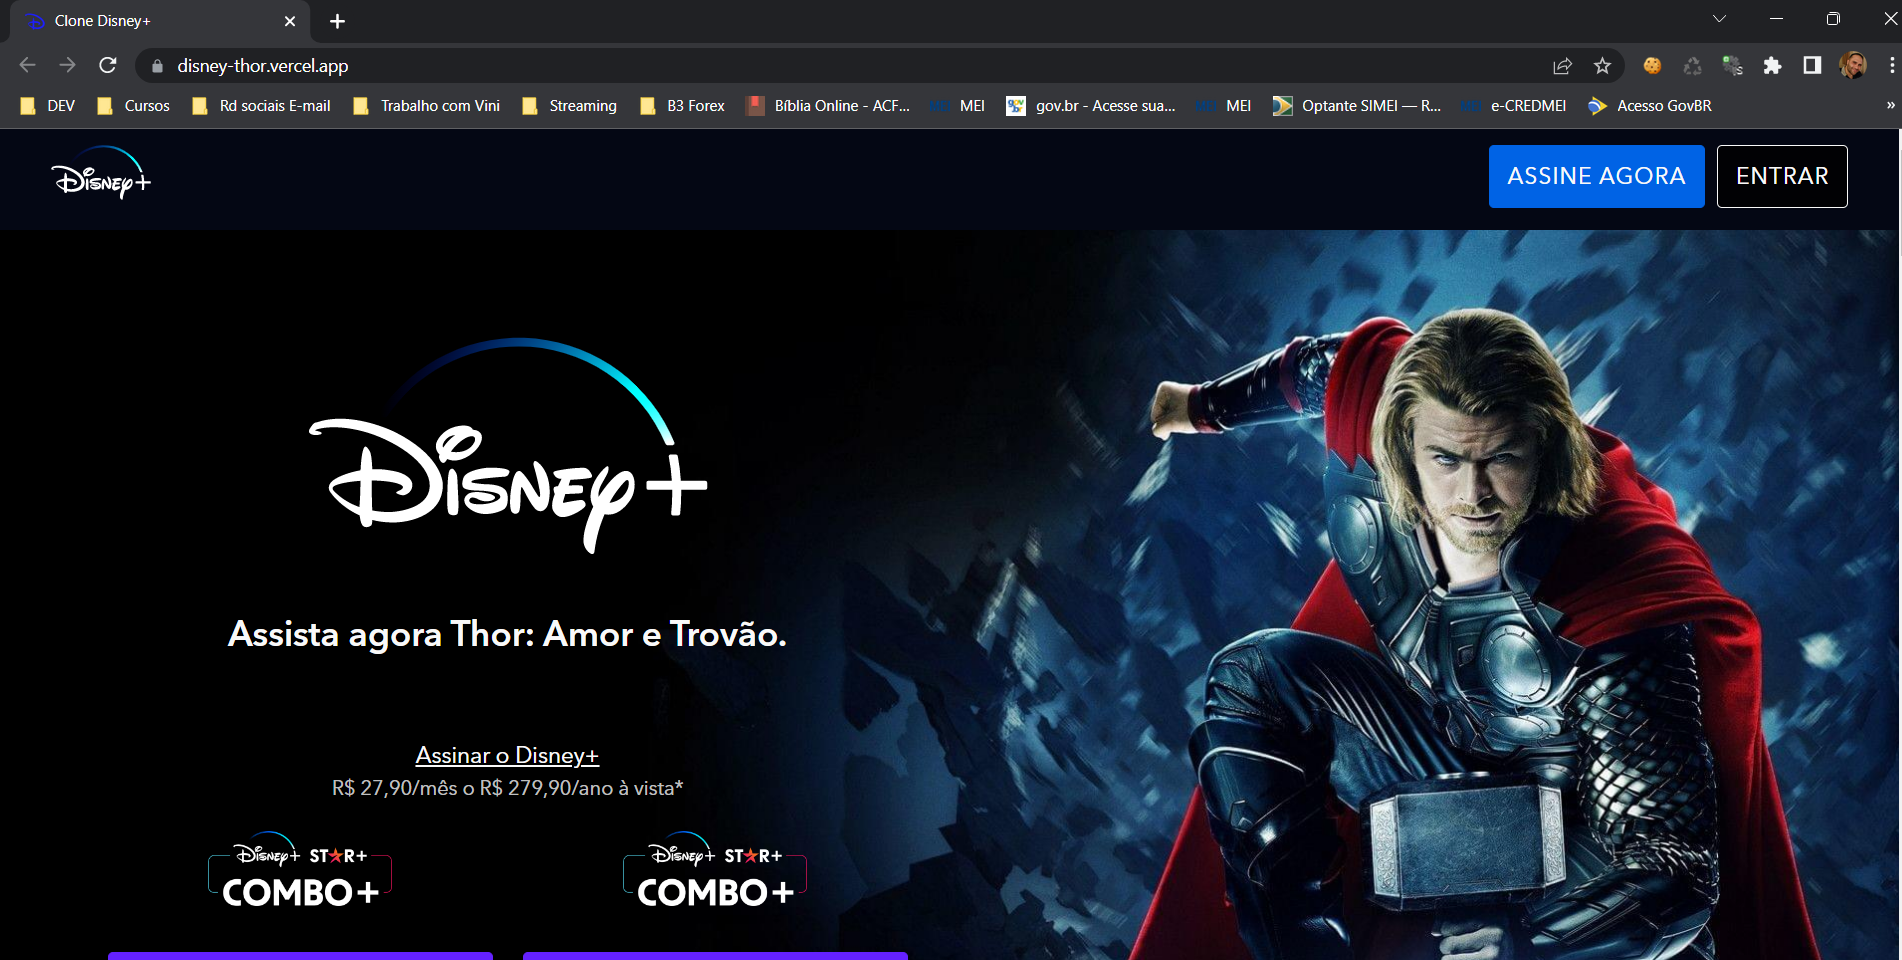 Clone Disney+
disney-thor.vercel.app
DEV
Cursos
Rd sociais E-mail
Trabalho com Vini
Streaming
B3 Forex
Bíblia Online - ACF...
MEI
gov.br - Acesse sua...
MEI
Optante SIMEI — R...
e-CREDMEI
Acesso GovBR
»
Disney+
ASSINE AGORA
ENTRAR
Disney+
Assista agora Thor: Amor e Trovão.
Assinar o Disney+
R$ 27,90/mês o R$ 279,90/ano à vista*
Disney+ STAR+
COMBO+
Disney+ STAR+
COMBO+